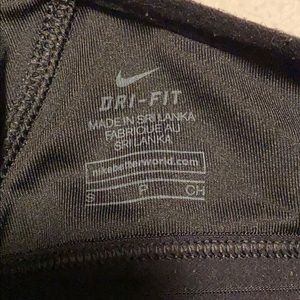 DRI-FIT
MADE IN SRI LANKA
FABRIQUÉ AU
SRI LANKA
nikebetterworld.com
S P CH